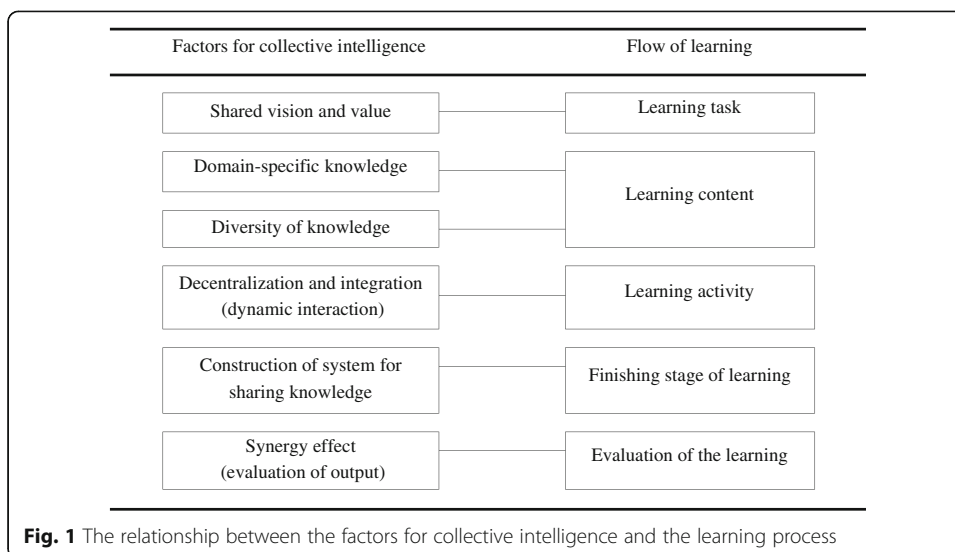 Factors for collective intelligence
Flow of learning
Shared vision and value
Learning task
Domain-specific knowledge
Learning content
Diversity of knowledge
Decentralization and integration
(dynamic interaction)
Learning activity
Construction of system for
sharing knowledge
Finishing stage of learning
Synergy effect
(evaluation of output)
Evaluation of the learning
Fig. 1 The relationship between the factors for collective intelligence and the learning process